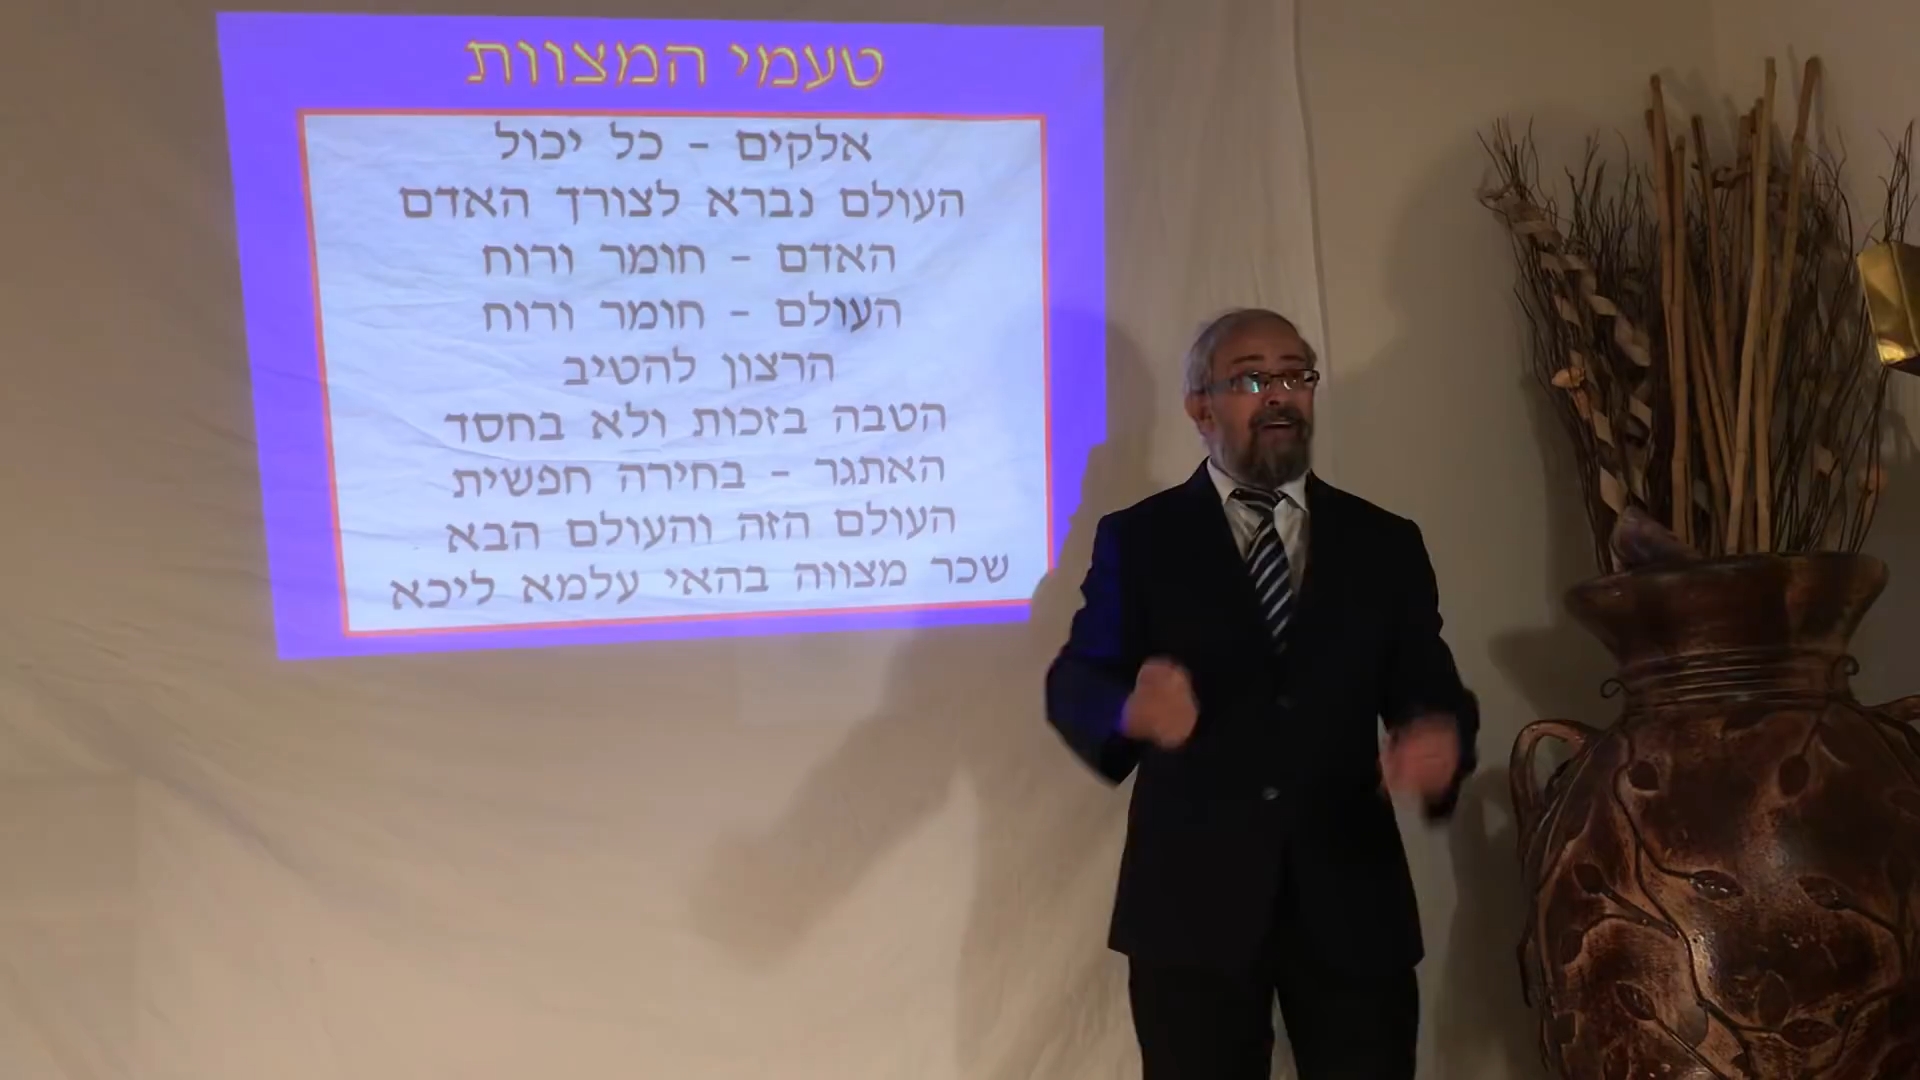 טעמי המצוות
אלקים - כל יכול
העולם נברא לצורך האדם
האדם - חומר ורוח
העולם - חומר ורוח
הרצון להטיב
הטבה בזכות ולא בחסד
האתגר - בחירה חפשית
העולם הזה והעולם הבא
שכר מצווה בהאי עלמא ליכא